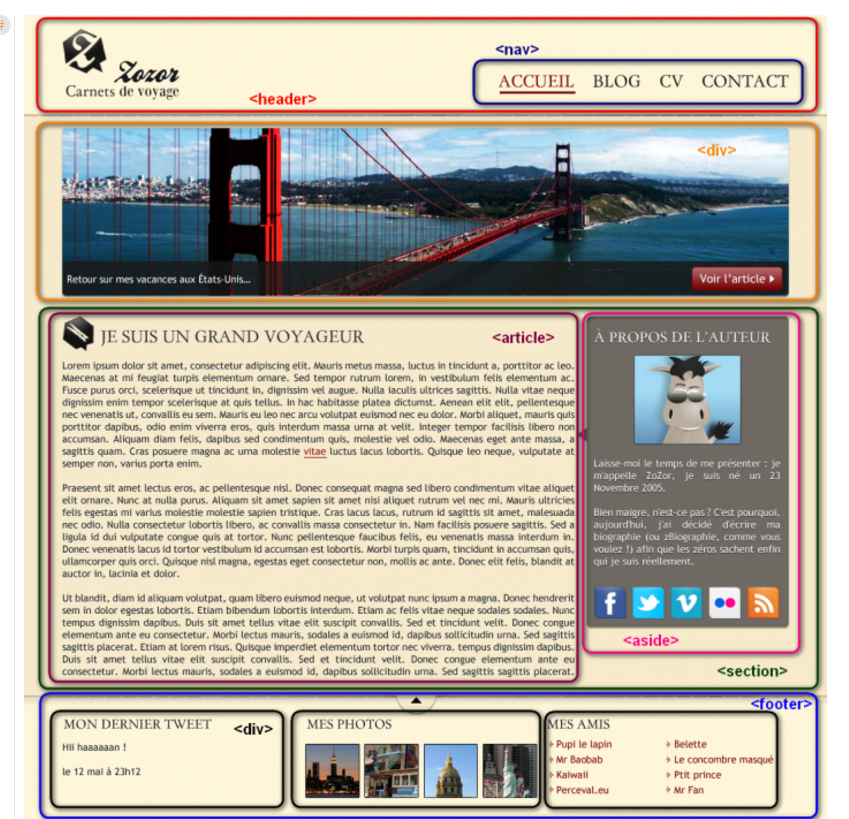 #
<nav>
Zozor
Carnets de voyage
<header>
ACCUEIL BLOG CV CONTACT
<div>
Retour sur mes vacances aux États-Unis...
Voir l'article
JE SUIS UN GRAND VOYAGEUR
<article>
Lorem ipsum dolor sit amet, consectetur adipiscing elit. Mauris metus massa, luctus in tincidunt a, porttitor ac leo.
Maecenas at mi feugiat turpis elementum ornare. Sed tempor rutrum lorem, in vestibulum felis elementum ac.
Fusce purus orci, scelerisque ut tincidunt in, dignissim vel augue. Nulla iaculis ultrices sagittis. Nulla vitae neque
dignissim enim tempor scelerisque at quis tellus. In hac habitasse platea dictumst. Aenean elit elit, pellentesque
nec venenatis ut, convallis eu sem. Mauris eu leo nec arcu volutpat euismod nec eu dolor. Morbi aliquet, mauris quis
porttitor dapibus, odio enim viverra eros, quis interdum massa urna at velit. Integer tempor facilisis libero non
accumsan. Aliquam diam felis, dapibus sed condimentum quis, molestie vel odio. Maecenas eget ante massa, a
sagittis quam. Cras posuere magna ac urna molestie vitae luctus lacus lobortis. Quisque leo neque, vulputate at
semper non, varius porta enim.
Praesent sit amet lectus eros, ac pellentesque nisl. Donec consequat magna sed libero condimentum vitae aliquet
elit ornare. Nunc at nulla purus. Aliquam sit amet sapien sit amet nisi aliquet rutrum vel nec mi. Mauris ultricies
felis egestas mi varius molestie molestie sapien tristique. Cras lacus lacus, rutrum id sagittis sit amet, malesuada
nec odio. Nulla consectetur lobortis libero, ac convallis massa consectetur in. Nam facilisis posuere sagittis. Sed a
ligula id dui vulputate congue quis at tortor. Nunc pellentesque faucibus felis, eu venenatis massa interdum in.
Donec venenatis lacus id tortor vestibulum id accumsan est lobortis. Morbi turpis quam, tincidunt in accumsan quis,
ullamcorper quis orci. Quisque nisl magna, egestas eget consectetur non, mollis ac ante. Donec elit felis, blandit at
auctor in, lacinia et dolor.
Ut blandit, diam id aliquam volutpat, quam libero euismod neque, ut volutpat nunc ipsum a magna. Donec hendrerit
sem in dolor egestas lobortis. Etiam bibendum lobortis interdum. Etiam ac felis vitae neque sodales sodales. Nunc
tempus dignissim dapibus. Duis sit amet tellus vitae elit suscipit convallis. Sed et tincidunt velit. Donec congue
elementum ante eu consectetur. Morbi lectus mauris, sodales a euismod id, dapibus sollicitudin urna. Sed sagittis
sagittis placerat. Etiam at lorem risus. Quisque imperdiet elementum tortor nec viverra. tempus dignissim dapibus.
Duis sit amet tellus vitae elit suscipit convallis. Sed et tincidunt velit. Donec congue elementum ante eu
consectetur. Morbi lectus mauris, sodales a euismod id, dapibus sollicitudin urna. Sed sagittis sagittis placerat.
À PROPOS DE L'AUTEUR
Laisse-moi le temps de me présenter : je
m'appelle ZoZor, je suis né un 23
Novembre 2005.
Bien maigre, n'est-ce pas ? C'est pourquoi,
aujourd'hui, j'ai décidé d'écrire ma
biographie (ou zBiographie, comme vous
voulez !) afin que les zéros sachent enfin
qui je suis réellement.
<aside>
<section>
<footer>
MON DERNIER TWEET
<div>
Hii haaaaaan !
le 12 mai à 23h12
MES PHOTOS
MES AMIS
Pupi le lapin
Mr Baobab
Kaiwaii
Perceval.eu
Belette
Le concombre masqué
Ptit prince
Mr Fan